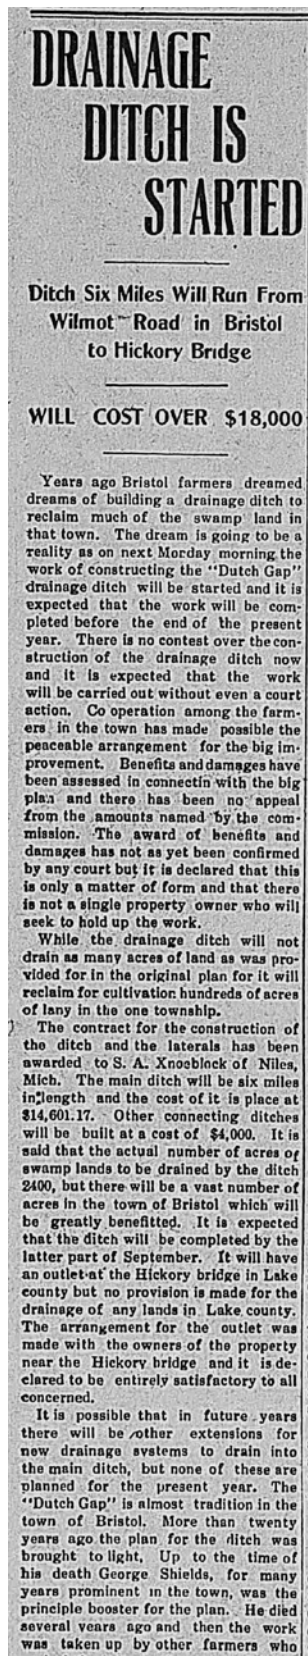 DRAINAGE
DITCH IS
STARTED
Ditch Six Miles Will Run From
Wilmot Road in Bristol
to Hickory Bridge
WILL COST OVER $18,000
Years ago Bristol farmers dreamed
dreams of building a drainage ditch to
reclaim much of the swamp land in
that town. The dream is going to be a
reality as on next Morday morning the
work of constructing the "Dutch Gap"
drainage ditch will be started and it is
expected that the work will be com-
pleted before the end of the present
year. There is no contest over the con-
struction of the drainage ditch now
and it is expected that the work
will be carried out without even a court
action. Co operation among the farm-
ers in the town has made possible the
peaceable arrangement for the big im-
provement. Benefits and damages have
been assessed in connectin with the big
plan and there has been no appeal
from the amounts named by the com-
mission. The award of benefits and
damages has not as yet been confirmed
by any court but it is declared that this
is only a matter of form and that there
is not a single property owner who will
seek to hold up the work.
While the drainage ditch will not
drain as many acres of land as was pro-
vided for in the original plan for it will
reclaim for cultivation hundreds of acres
of lany in the one township.
The contract for the construction of
the ditch and the laterals has been
awarded to S. A. Xnoeblock of Niles,
Mich. The main ditch will be six miles
in length and the cost of it is place at
$14,601.17. Other connecting ditches
will be built at a cost of $4,000. It is
said that the actual number of acres of
swamp lands to be drained by the ditch
2400, but there will be a vast number of
acres in the town of Bristol which will
be greatly benefitted. It is expected
that the ditch will be completed by the
latter part of September. It will have
an outlet at the Hickory bridge in Lake
county but no provision is made for the
drainage of any lands in Lake county.
The arrangement for the outlet was
made with the owners of the property
near the Hickory bridge and it is de-
clared to be entirely satisfactory to all
concerned.
It is possible that in future years
there will be other extensions for
new drainage systems to drain into
the main ditch, but none of these are
planned for the present year. The
"Dutch Gap" is almost tradition in the
town of Bristol. More than twenty
years ago the plan for the ditch was
brought to light, Up to the time of
his death George Shields, for many
years prominent in the town, was the
principle booster for the plan. He died
several years ago and then the work
was taken up by other farmers who